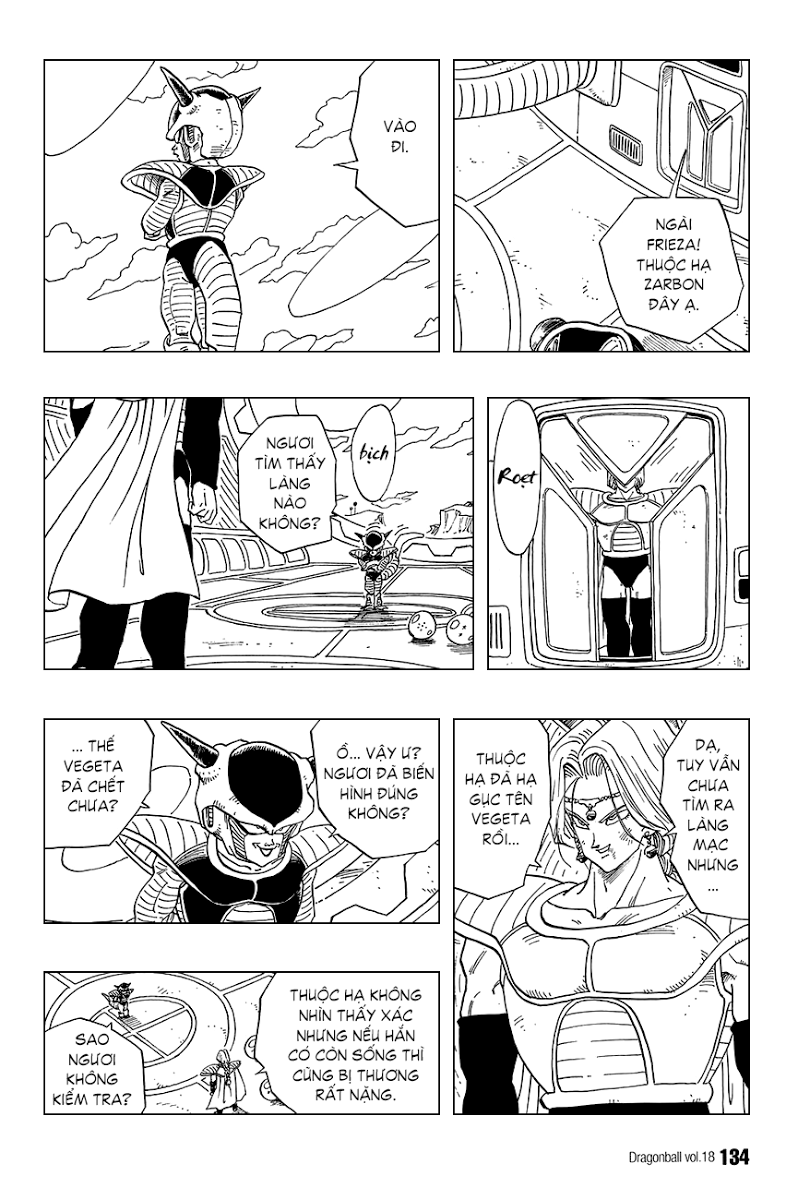 NGÀI
FRIEZA!
THUỘC HẠ
ZARBON
ĐÂY Ạ.
VÀO
ĐI.
Roẹt
bịch
NGƯƠI
TÌM THẤY
LÀNG
NÀO
KHÔNG?
DẠ,
TUY VẪN
CHƯA
TÌM RA
LÀNG
MẠC
NHƯNG
...
THUỘC
HẠ ĐÃ HẠ
GỤC TÊN
VEGETA
RỒI...
Ồ... VẬY Ư?
NGƯƠI ĐÃ BIẾN
HÌNH ĐÚNG
KHÔNG?
... THẾ
VEGETA
ĐÃ CHẾT
CHƯA?
THUỘC HẠ KHÔNG
NHÌN THẤY XÁC
NHƯNG NẾU HẮN
CÓ CÒN SỐNG THÌ
CŨNG BỊ THƯƠNG
RẤT NẶNG.
SAO
NGƯƠI
KHÔNG
KIỂM TRA?
Dragonball vol.18 134